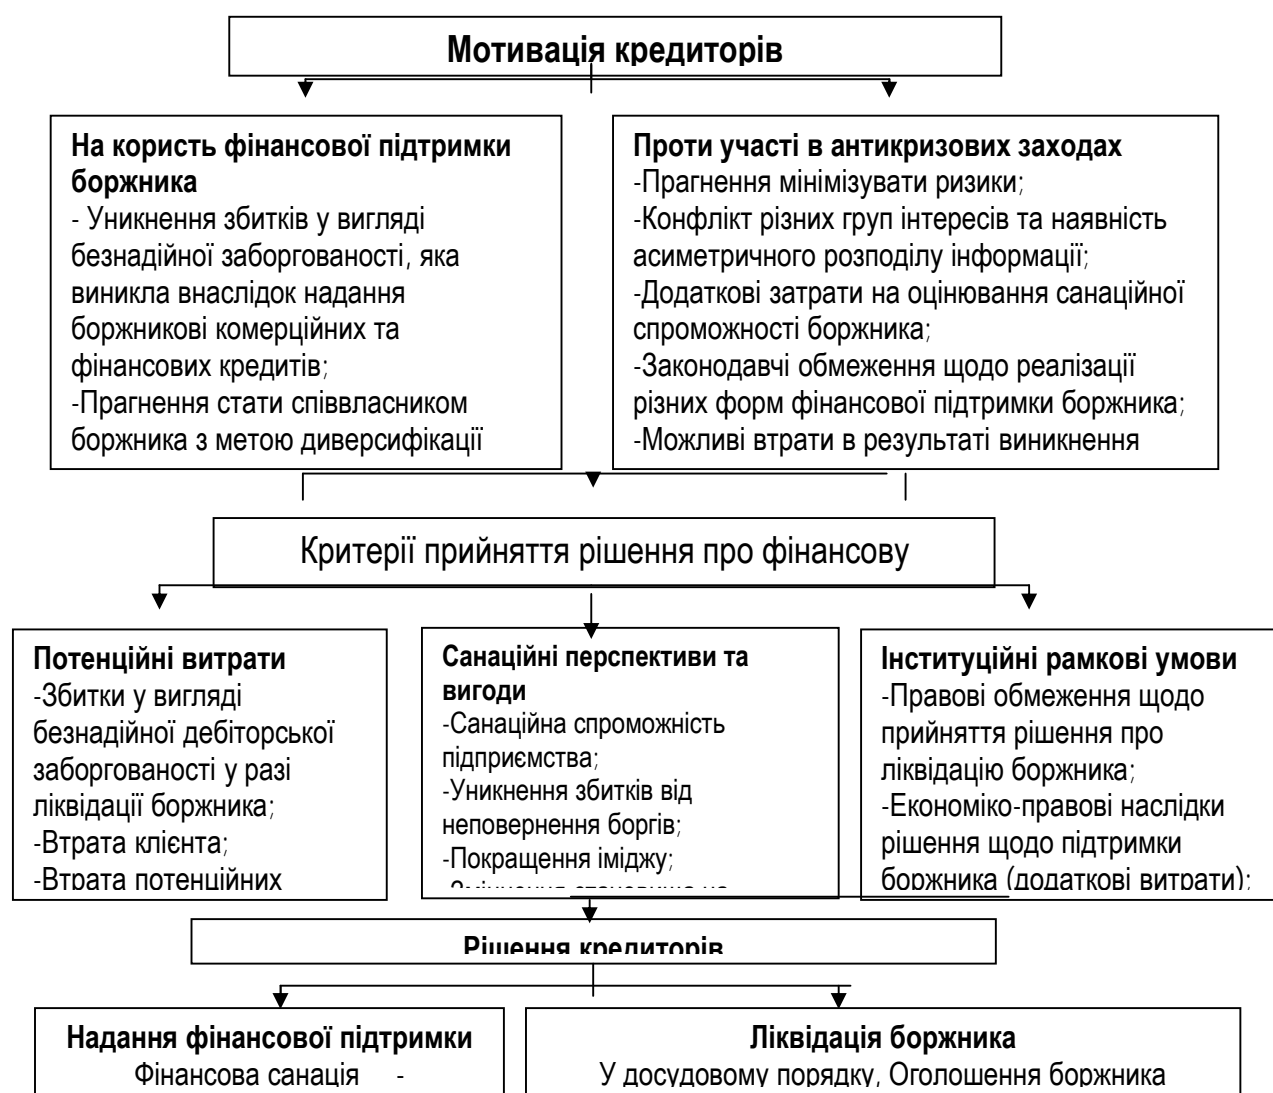 Мотивація кредиторів
На користь фінансової підтримки
боржника
- Уникнення збитків у вигляді
безнадійної заборгованості, яка
виникла внаслідок надання
боржникові комерційних та
фінансових кредитів;
-Прагнення стати співвласником
боржника з метою диверсифікації
Проти участі в антикризових заходах
-Прагнення мінімізувати ризики;
-Конфлікт різних груп інтересів та наявність
асиметричного розподілу інформації;
-Додаткові затрати на оцінювання санаційної
спроможності боржника;
-Законодавчі обмеження щодо реалізації
різних форм фінансової підтримки боржника;
-Можливі втрати в результаті виникнення
Критерії прийняття рішення про фінансову
Потенційні витрати
-Збитки у вигляді
безнадійної дебіторської
заборгованості у разі
ліквідації боржника;
-Втрата клієнта;
-Втрата потенційних
Санаційні перспективи та
вигоди
-Санаційна спроможність
підприємства;
-Уникнення збитків від
неповернення боргів;
-Покращення іміджу;
Інституційні рамкові умови
-Правові обмеження щодо
прийняття рішення про
ліквідацію боржника;
-Економіко-правові наслідки
рішення щодо підтримки
боржника (додаткові витрати);
Рішення кредиторів
Надання фінансової підтримки
Фінансова санація -
Ліквідація боржника
У досудовому порядку, Оголошення боржника